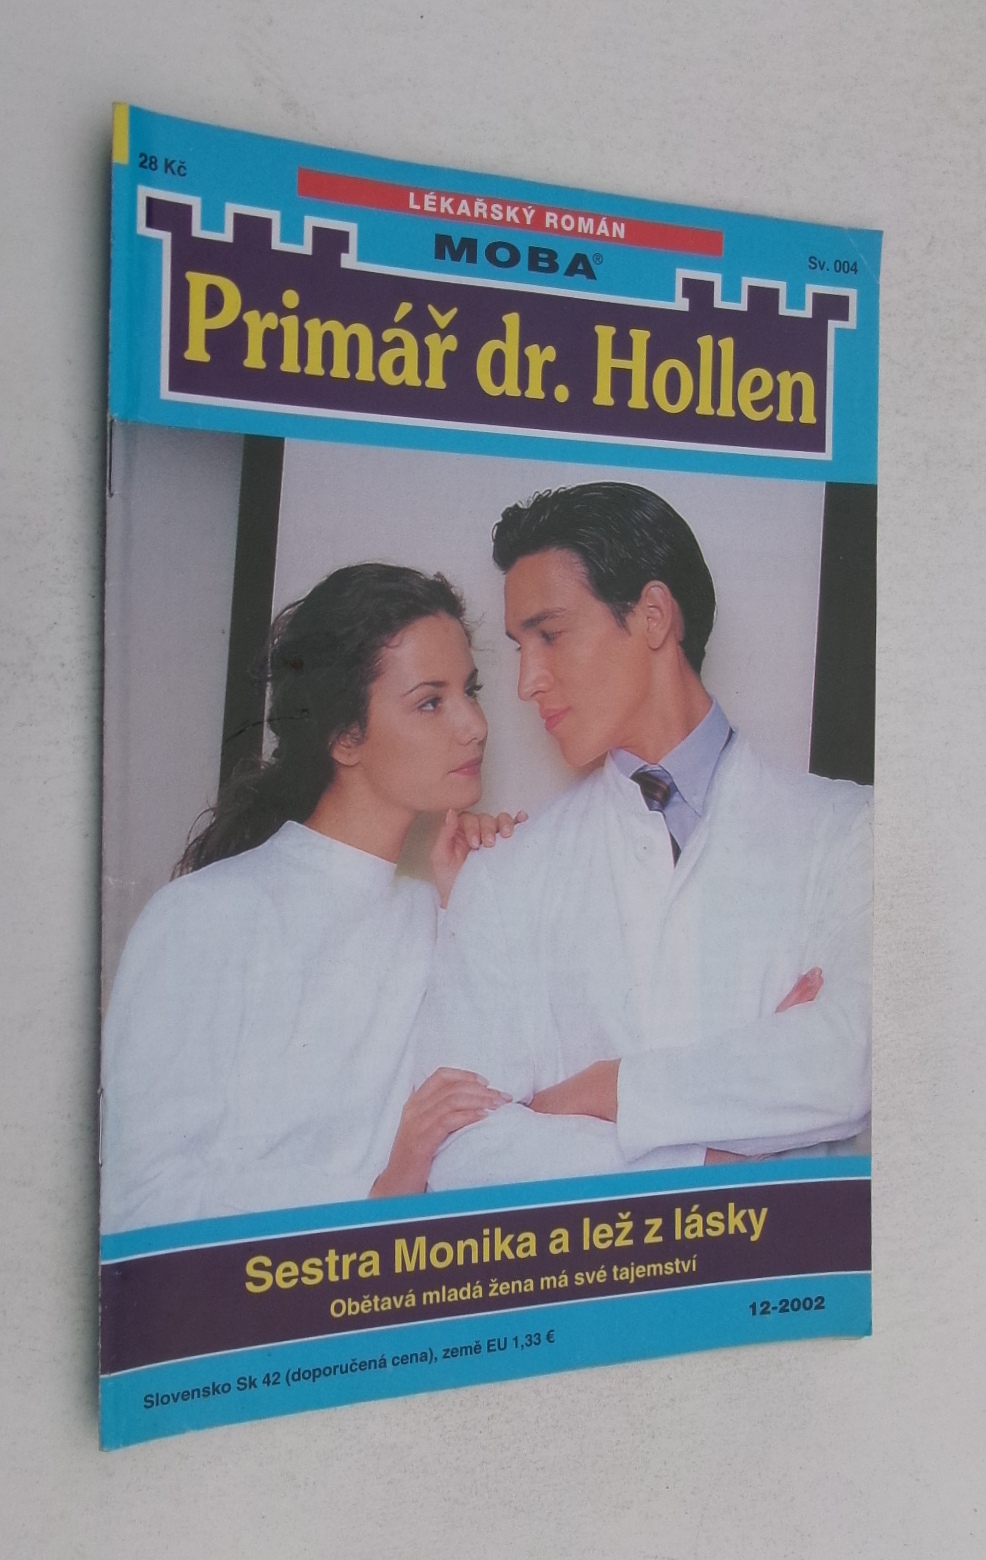 28 Kč
LÉKAŘSKÝ ROMÁN
MOBA®
Sv. 004
Primář dr. Hollen
Sestra Monika a lež z lásky
Obětavá mladá žena má své tajemství
12-2002
Slovensko Sk 42 (doporučená cena), země EU 1,33 €